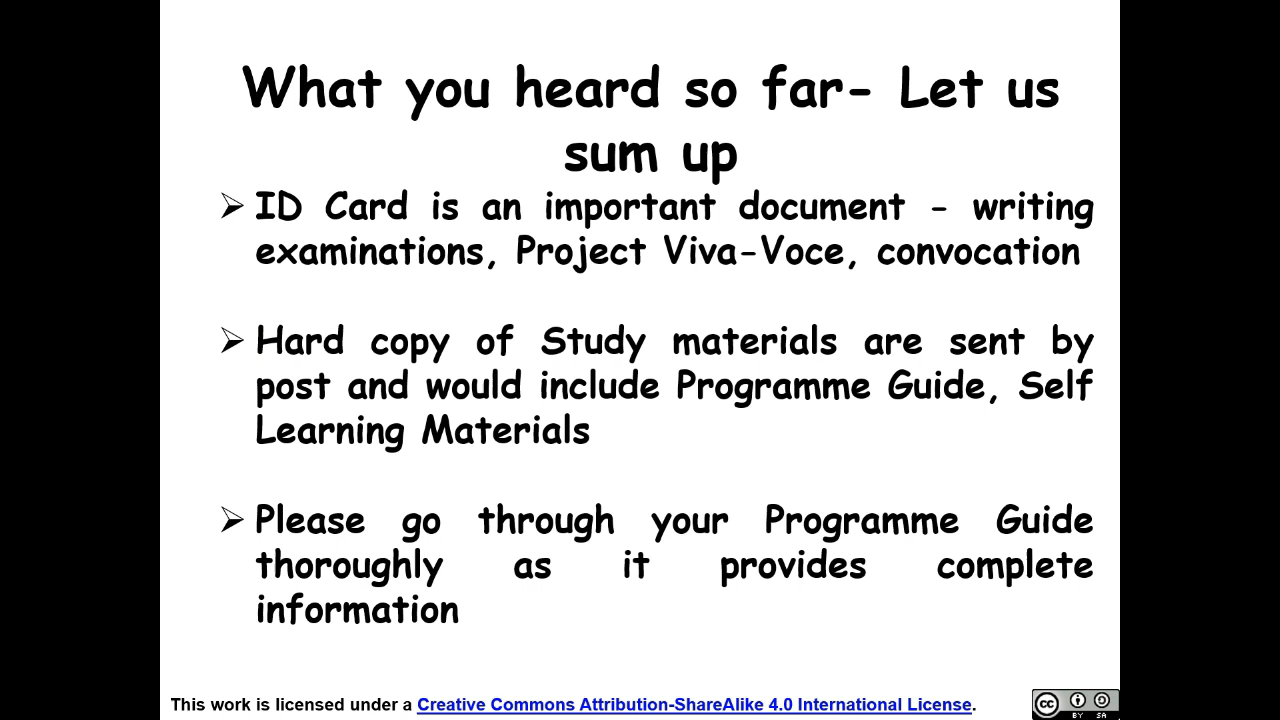 What you heard so far- Let us
sum up
➢ ID Card is an important document - writing
examinations, Project Viva-Voce, convocation
➢ Hard copy of Study materials are sent by
post and would include Programme Guide, Self
Learning Materials
➢ Please go through your Programme Guide
thoroughly as it provides complete
information
This work is licensed under a Creative Commons Attribution-ShareAlike 4.0 International License.
cc
BY SA